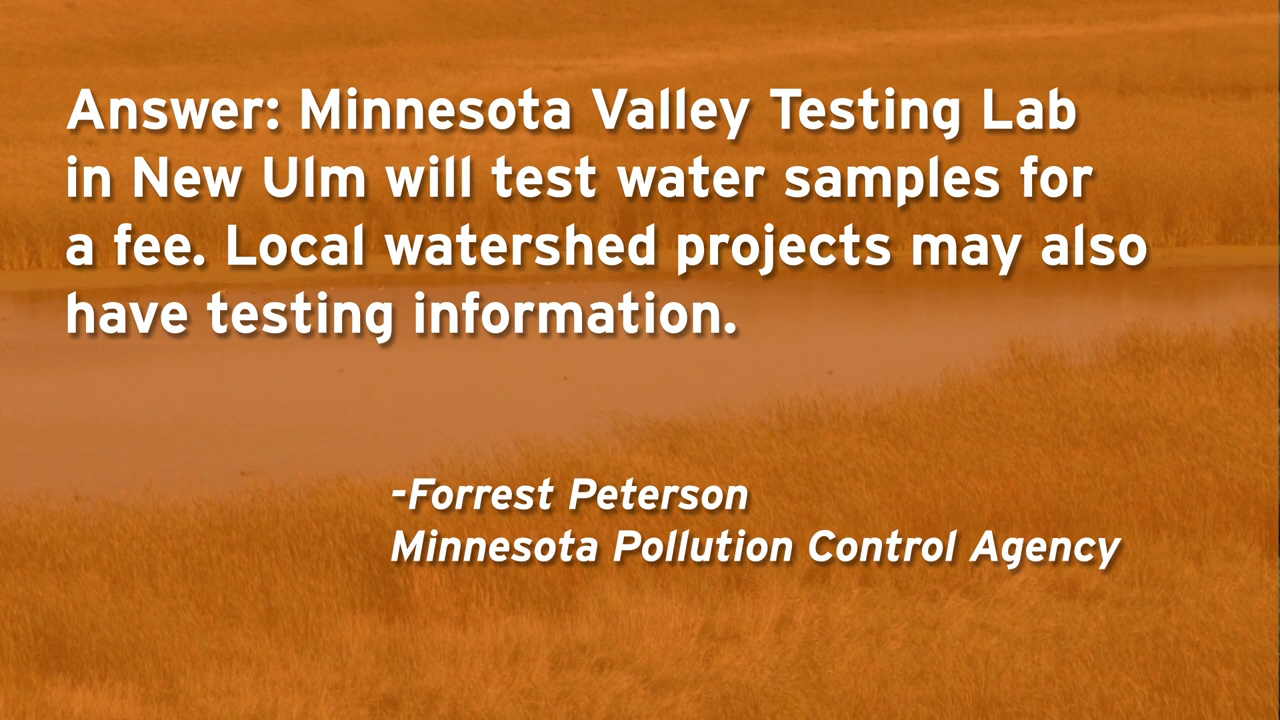 Answer: Minnesota Valley Testing Lab
in New Ulm will test water samples for
a fee. Local watershed projects may also
have testing information.
-Forrest Peterson
Minnesota Pollution Control Agency